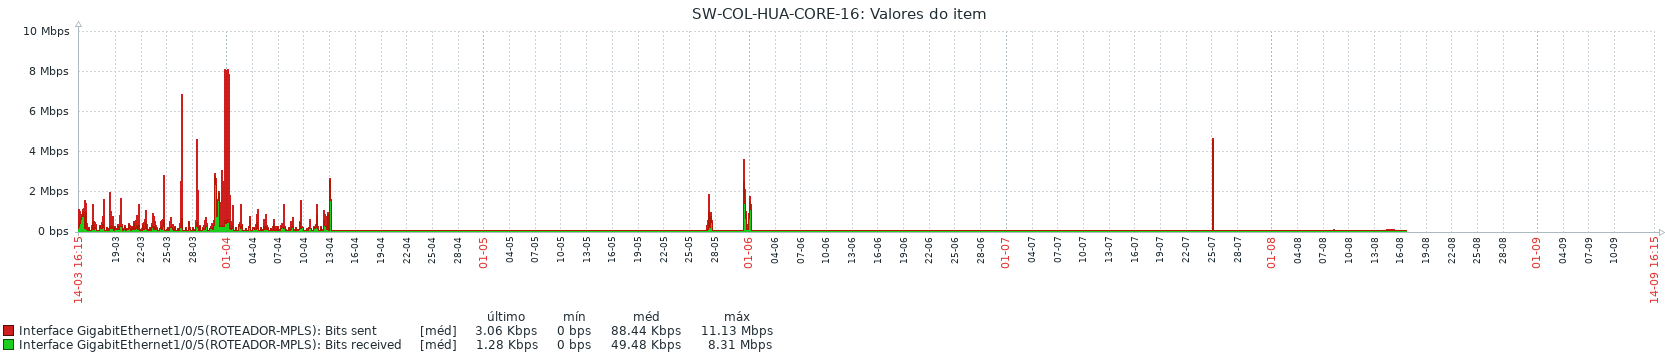 SW-COL-HUA-CORE-16: Valores do item
10 Mbps
8 Mbps
6 Mbps
4 Mbps
2 Mbps
0 bps
14-03 16:15 19-03 22-03 25-03 28-03 01-04 04-04 07-04 10-04 13-04 16-04 19-04 22-04 25-04 28-04 01-05 04-05 07-05 10-05 13-05 16-05 19-05 22-05 25-05 28-05 01-06 04-06 07-06 10-06 13-06 16-06 19-06 22-06 25-06 28-06 01-07 04-07 07-07 10-07 13-07 16-07 19-07 22-07 25-07 28-07 01-08 04-08 07-08 10-08 13-08 16-08 19-08 22-08 25-08 28-08 01-09 04-09 07-09 10-09 14-09 16:15
último mín méd máx
Interface GigabitEthernet1/0/5(ROTEADOR-MPLS): Bits sent [méd] 3.06 Kbps 0 bps 88.44 Kbps 11.13 Mbps
Interface GigabitEthernet1/0/5(ROTEADOR-MPLS): Bits received [méd] 1.28 Kbps 0 bps 49.48 Kbps 8.31 Mbps